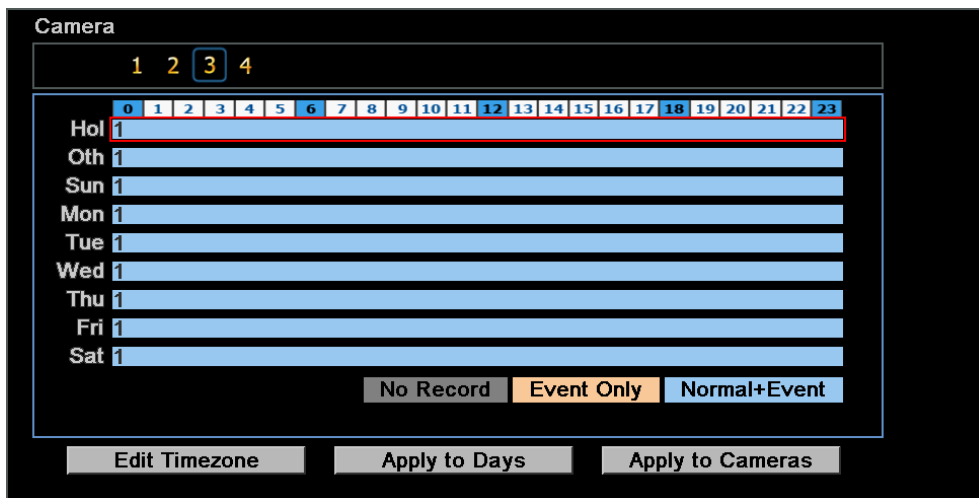 Camera
1 2 3 4
0 1 2 3 4 5 6 7 8 9 10 11 12 13 14 15 16 17 18 19 20 21 22 23
Hol 1
Oth 1
Sun 1
Mon 1
Tue 1
Wed 1
Thu 1
Fri 1
Sat 1
No Record Event Only Normal+Event
Edit Timezone Apply to Days Apply to Cameras